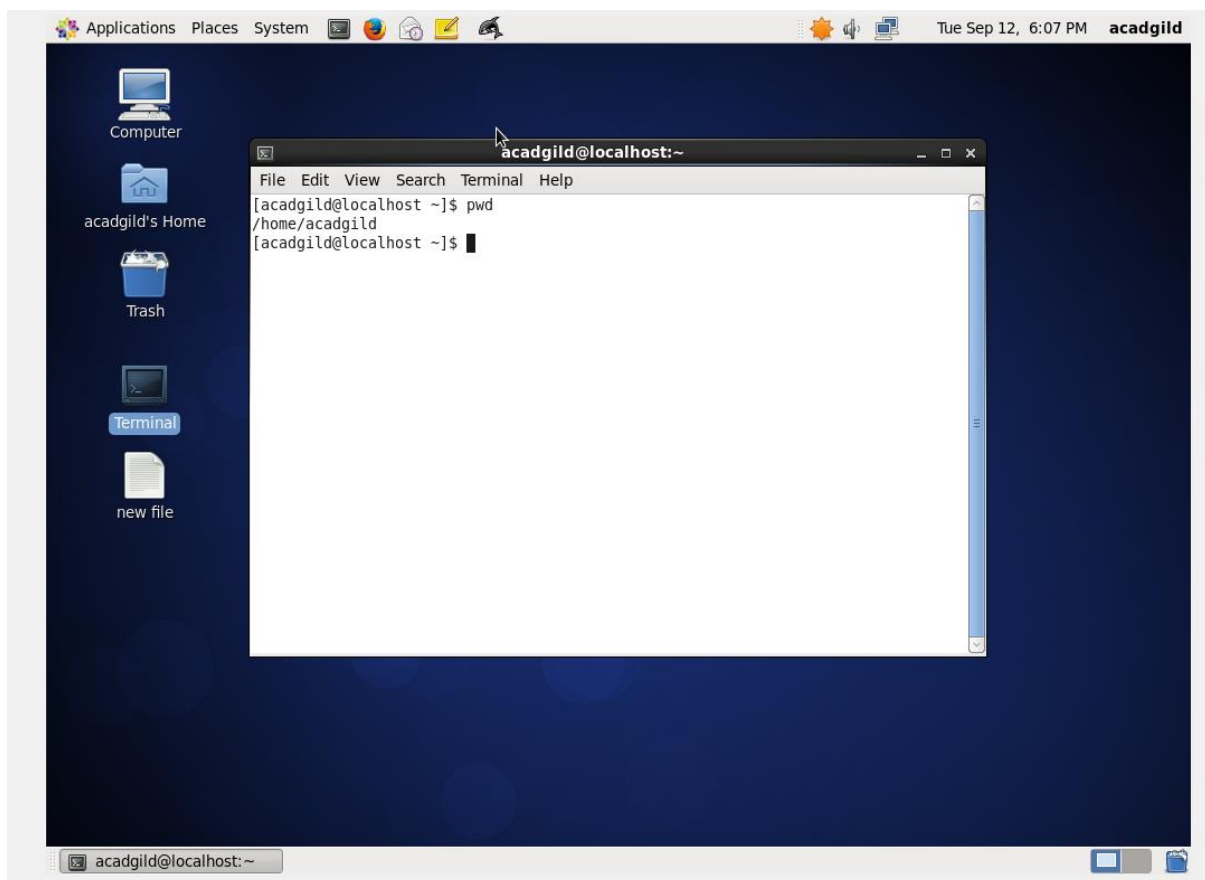 Applications Places System Tue Sep 12, 6:07 PM acadgild
Computer
acadgild's Home
Trash
Terminal
new file
acadgild@localhost:~
File Edit View Search Terminal Help
[acadgild@localhost ~]$ pwd
/home/acadgild
[acadgild@localhost ~]$
acadgild@localhost:~